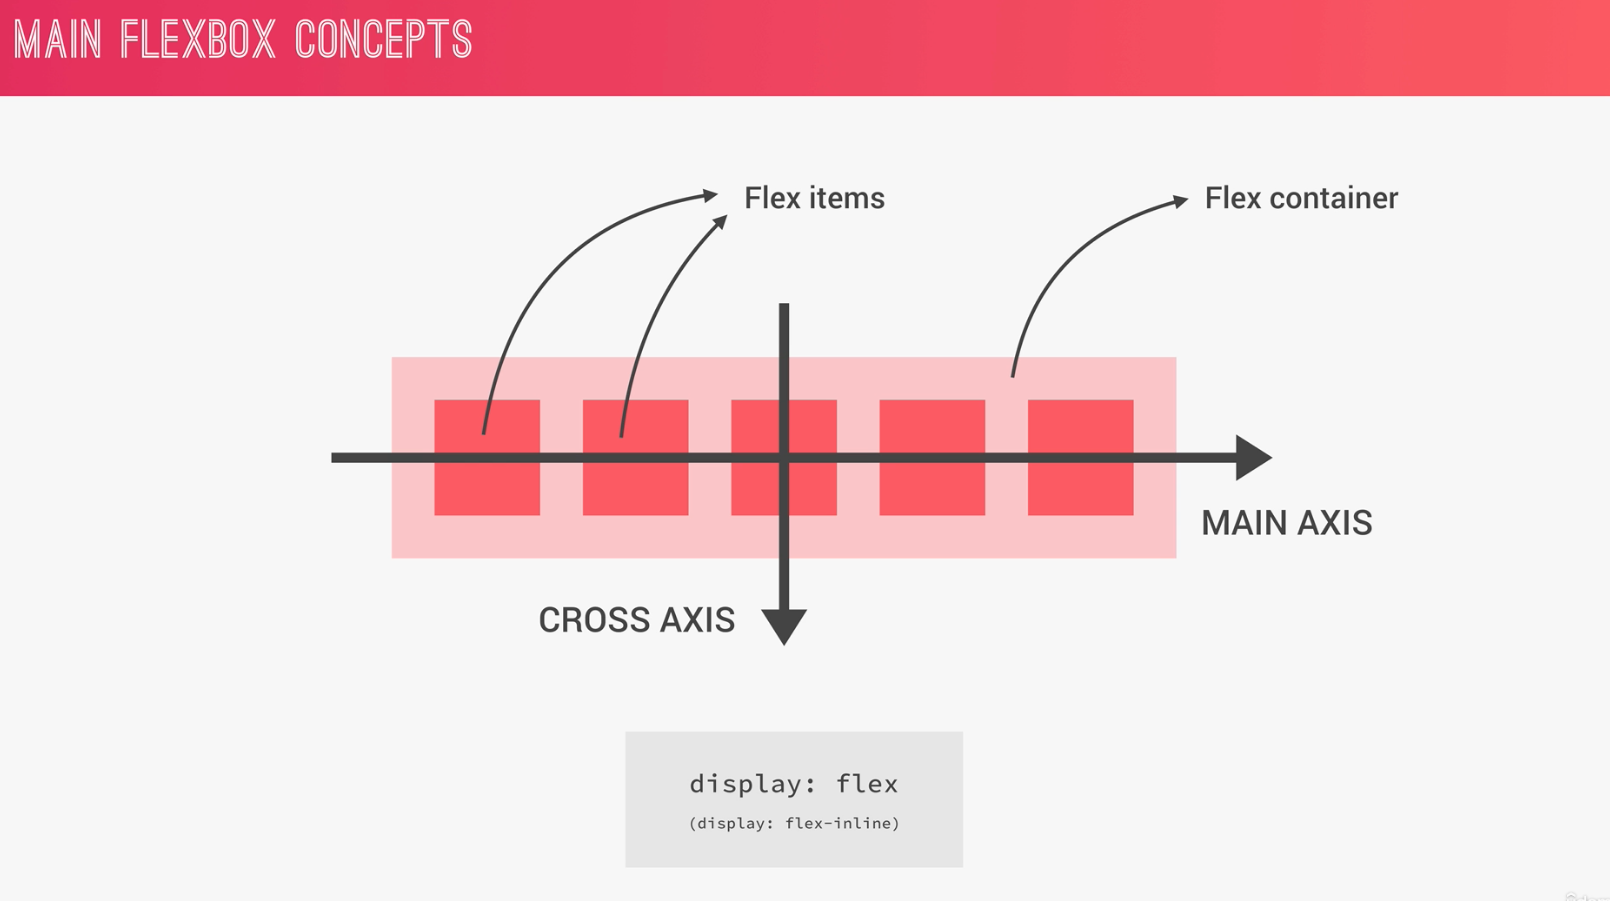 MAIN FLEXBOX CONCEPTS
Flex items
Flex container
MAIN AXIS
CROSS AXIS
display: flex
(display: flex-inline)